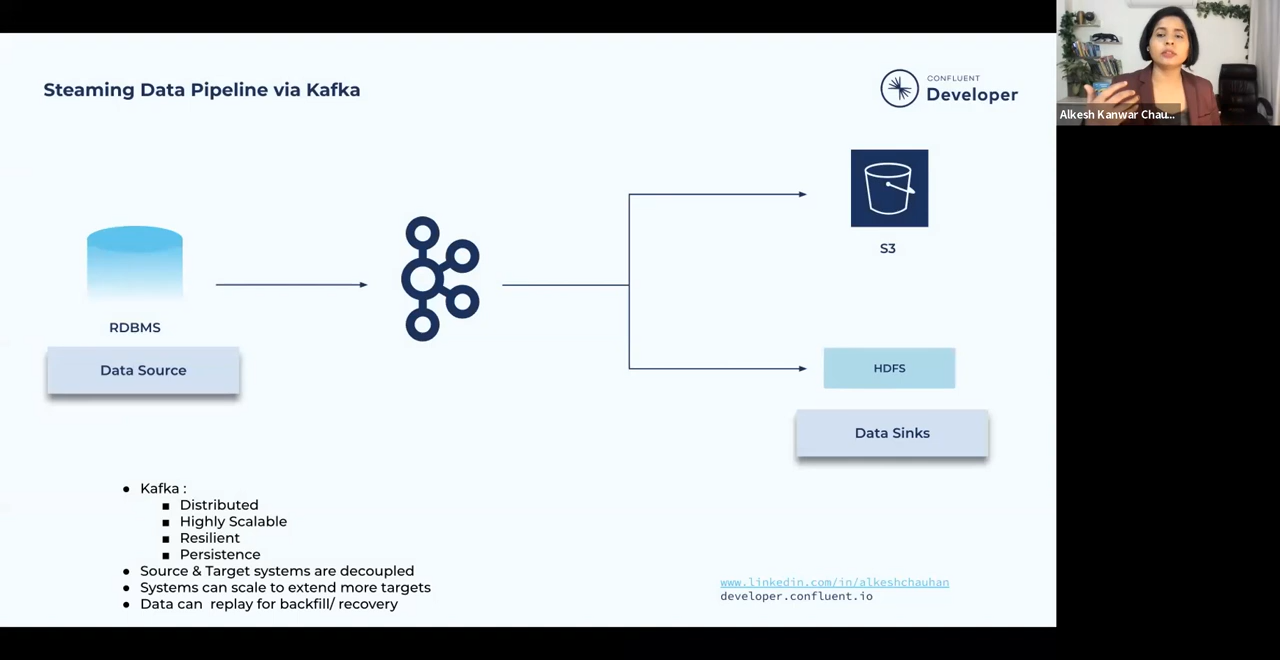 Steaming Data Pipeline via Kafka
CONFLUENT
Developer
Alkesh Kanwar Chau...
S3
RDBMS
Data Source
HDFS
Data Sinks
● Kafka :
■ Distributed
■ Highly Scalable
■ Resilient
■ Persistence
● Source & Target systems are decoupled
● Systems can scale to extend more targets
● Data can replay for backfill/ recovery
www.linkedin.com/in/alkeshchauhan
developer.confluent.io